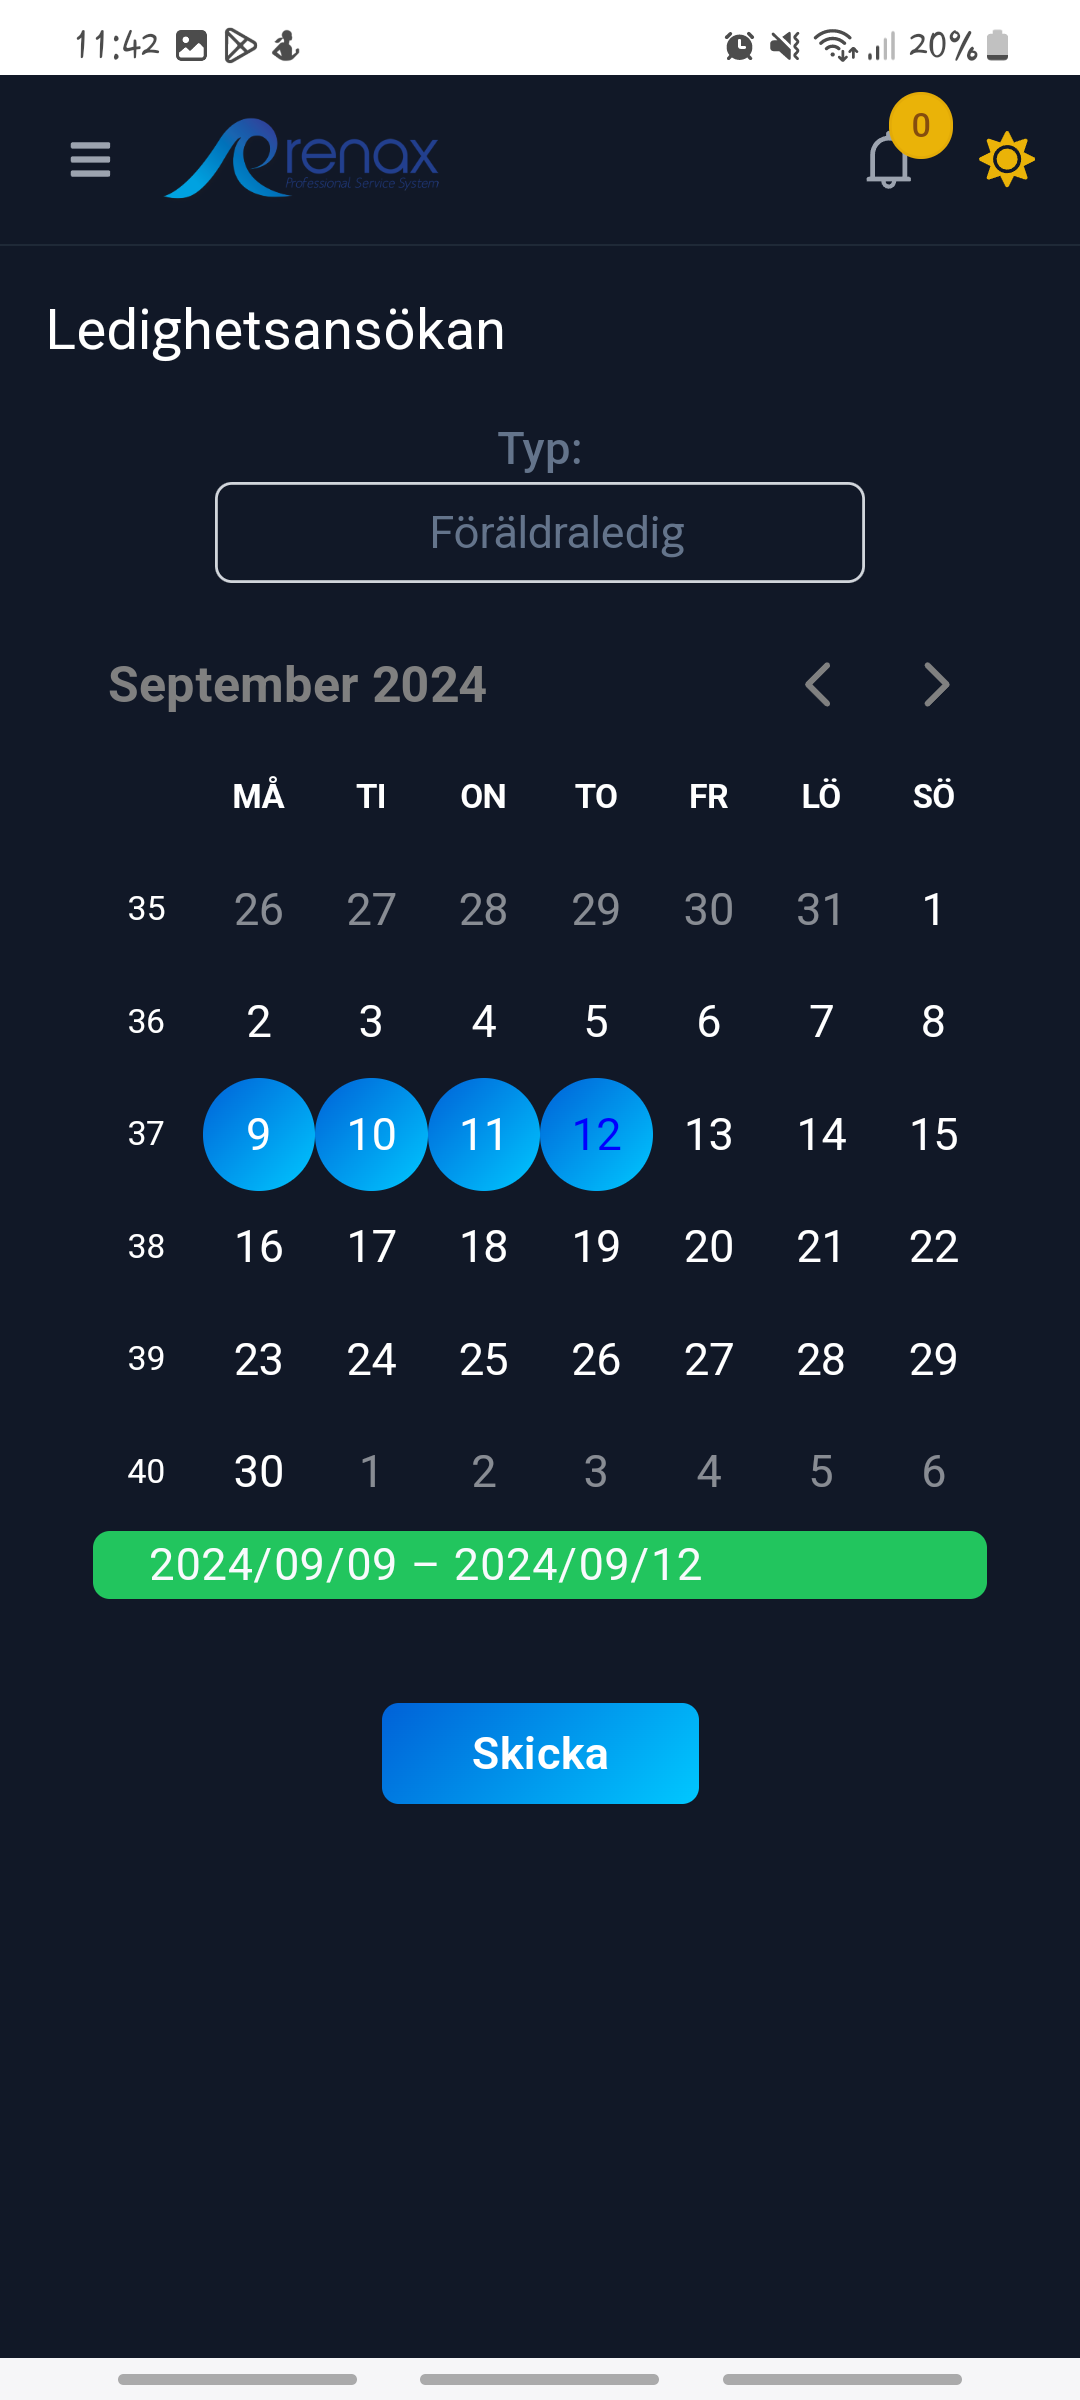 11:42 20%
renax
Professional Service System
0
Ledighetsansökan
Typ:
Föräldraledig
September 2024
MÅ TI ON TO FR LÖ SÖ
35 26 27 28 29 30 31 1
36 2 3 4 5 6 7 8
37 9 10 11 12 13 14 15
38 16 17 18 19 20 21 22
39 23 24 25 26 27 28 29
40 30 1 2 3 4 5 6
2024/09/09 – 2024/09/12
Skicka